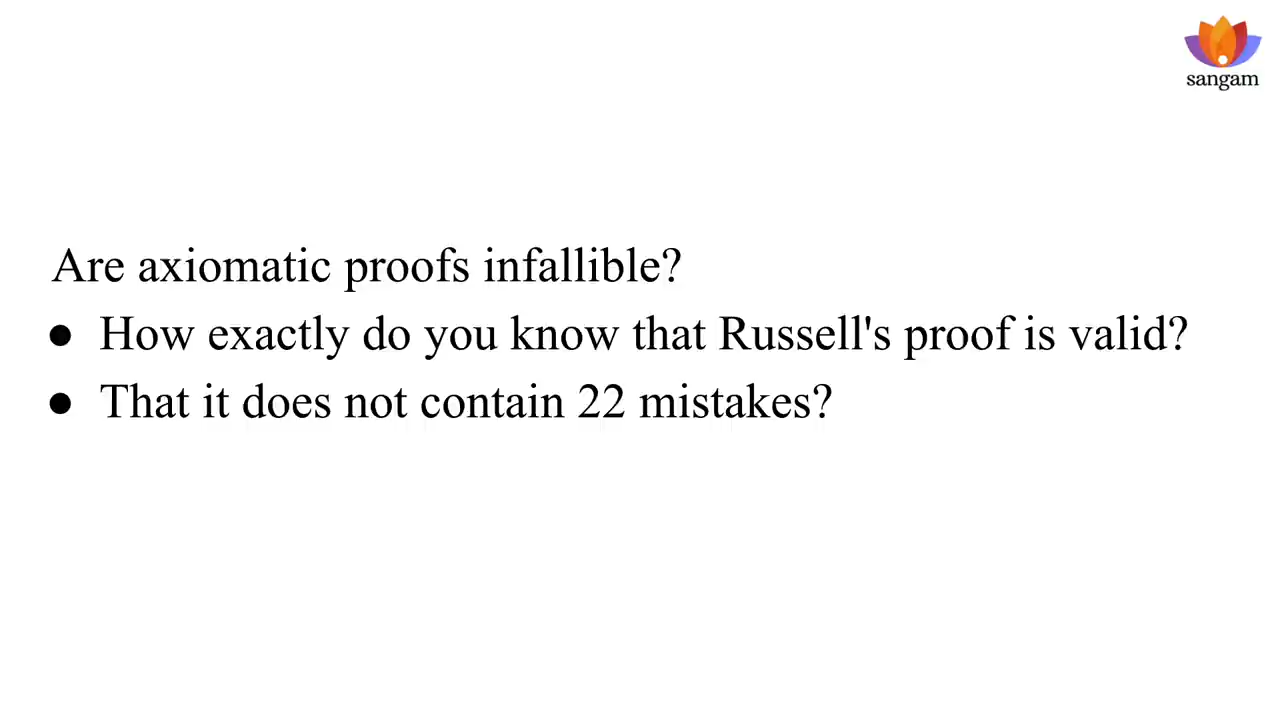 sangam
Are axiomatic proofs infallible?
● How exactly do you know that Russell's proof is valid?
● That it does not contain 22 mistakes?